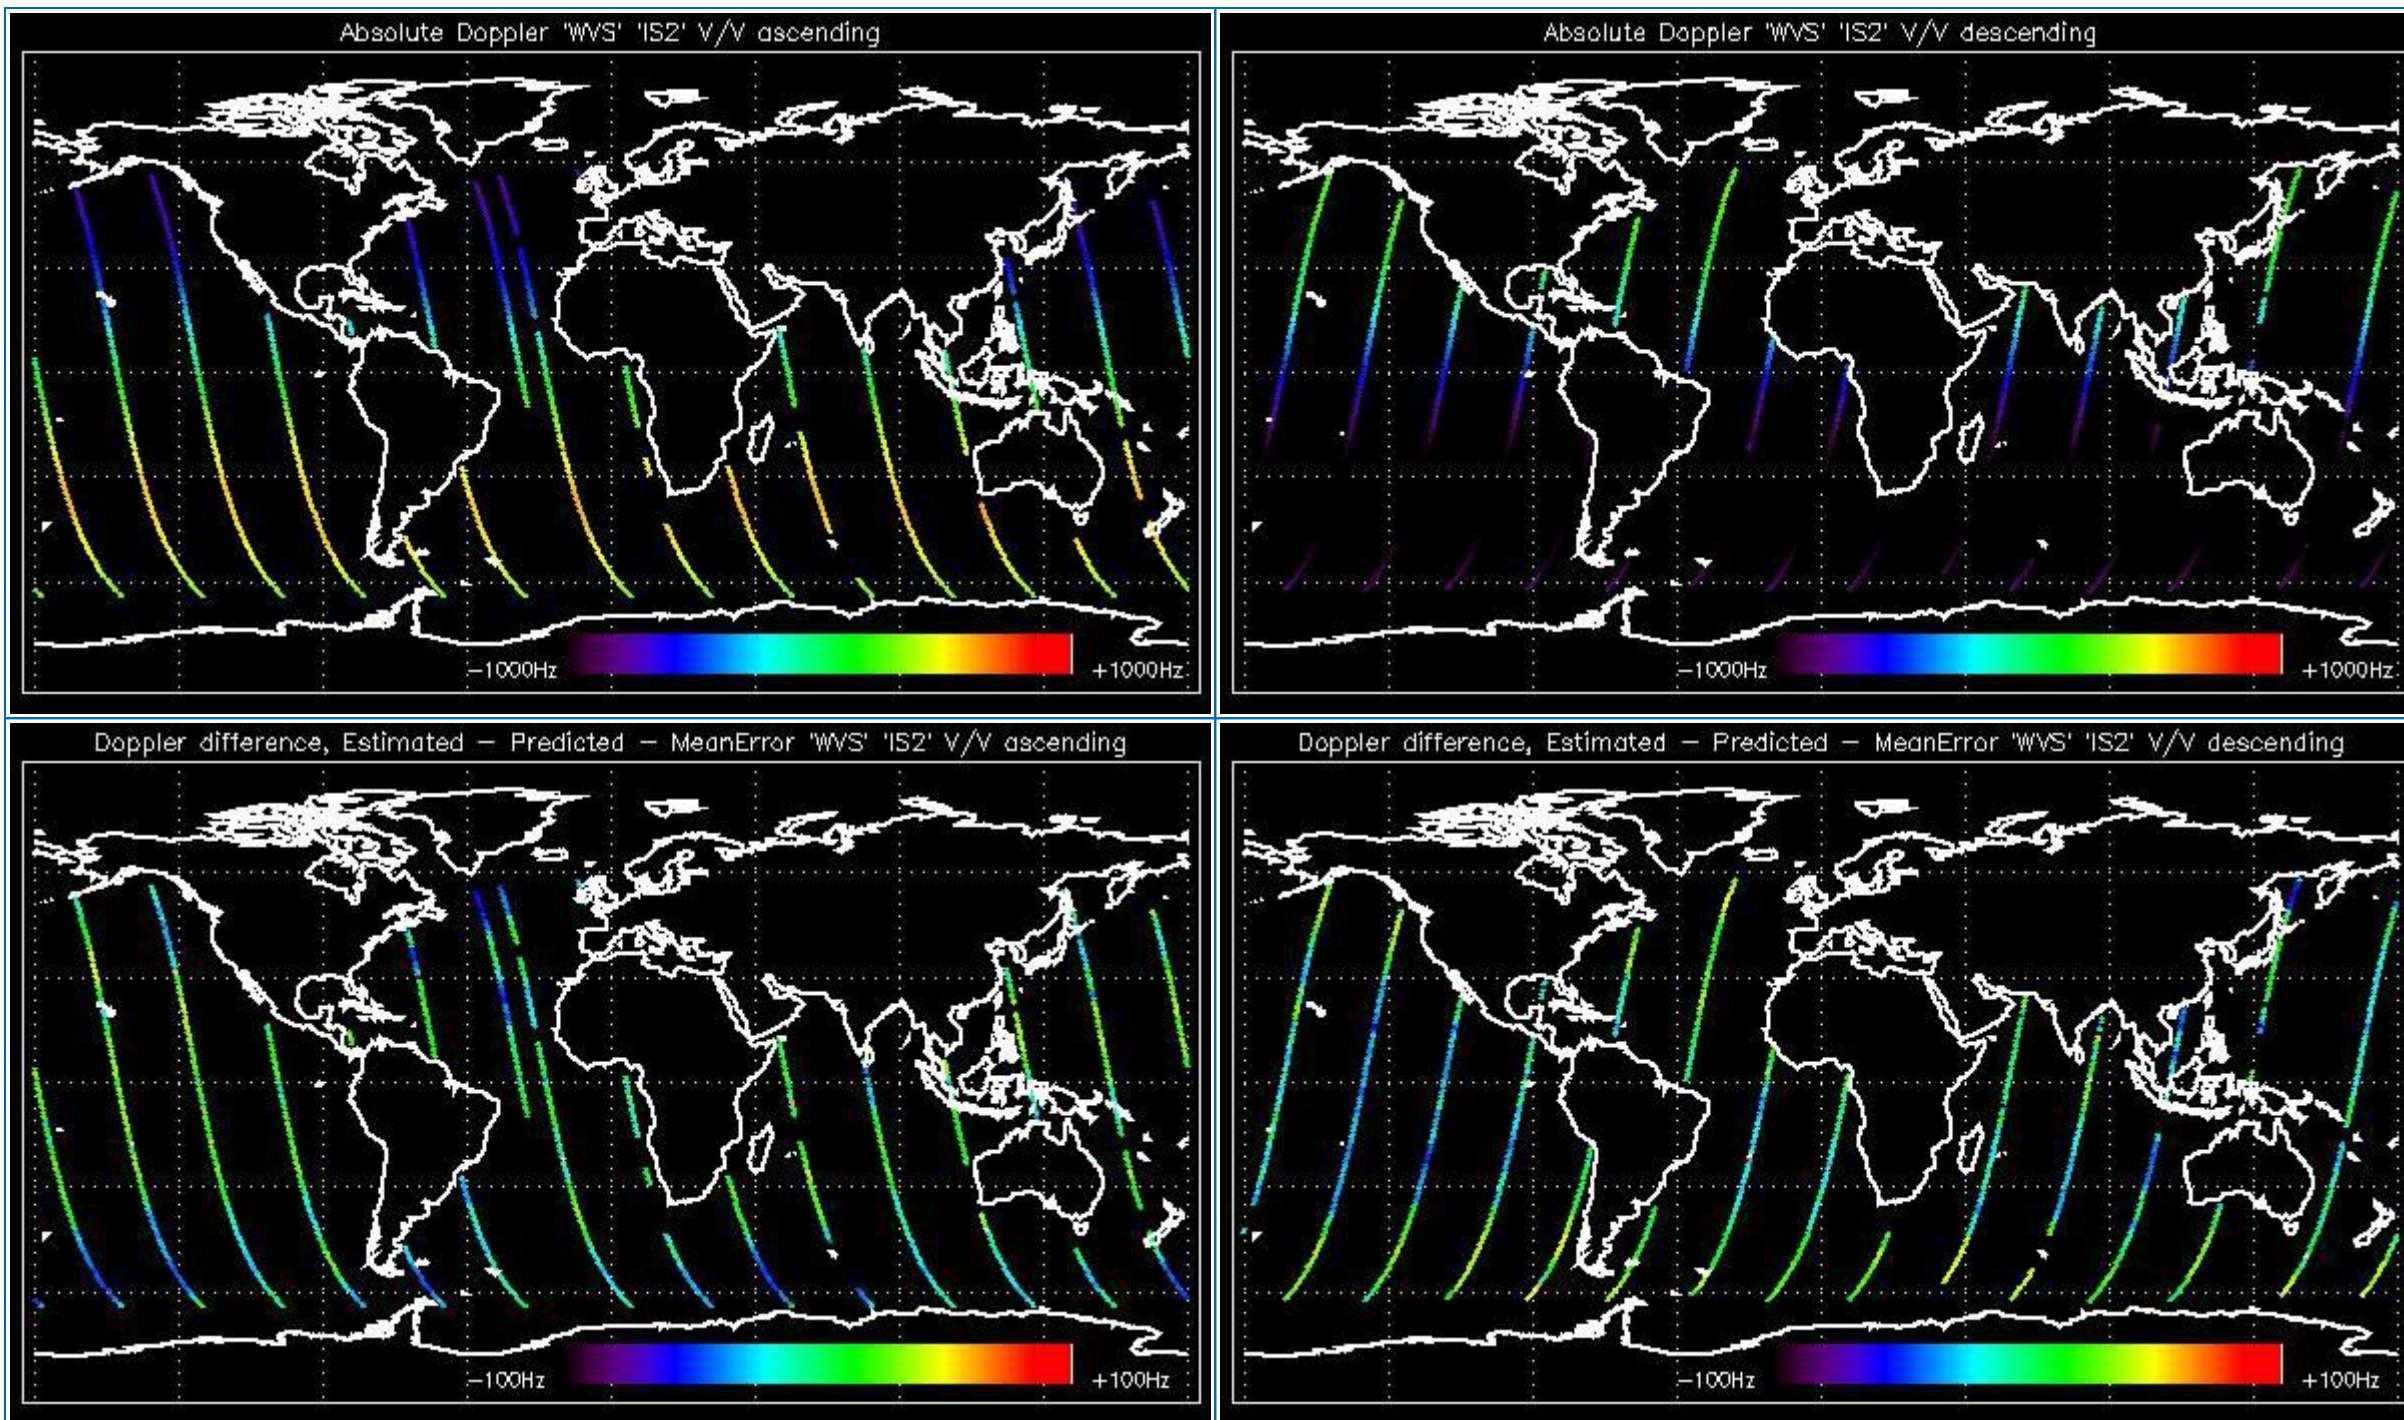 Absolute Doppler 'WVS' 'IS2' V/V ascending
-1000Hz
+1000Hz
Absolute Doppler 'WVS' 'IS2' V/V descending
-1000Hz
+1000Hz
Doppler difference, Estimated - Predicted - MeanError 'WVS' 'IS2' V/V ascending
-100Hz
+100Hz
Doppler difference, Estimated - Predicted - MeanError 'WVS' 'IS2' V/V descending
-100Hz
+100Hz